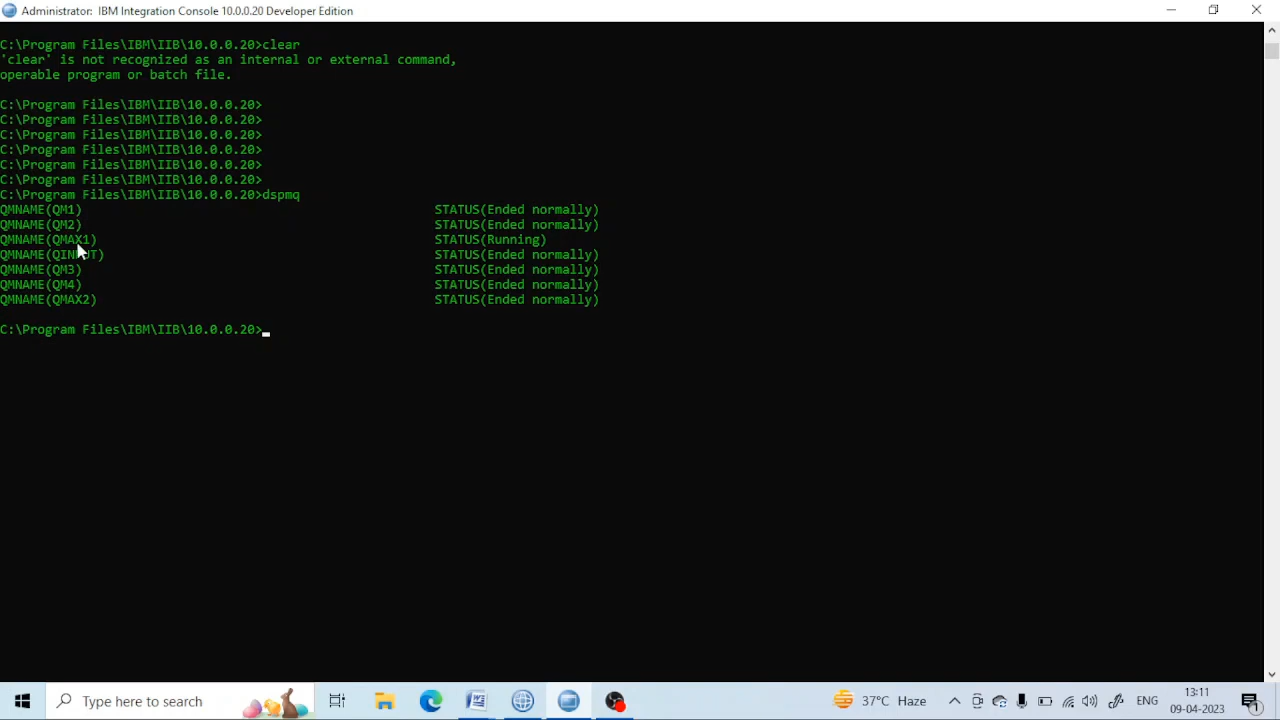 Administrator: IBM Integration Console 10.0.0.20 Developer Edition
C:\Program Files\IBM\IIB\10.0.0.20>clear
'clear' is not recognized as an internal or external command,
operable program or batch file.
C:\Program Files\IBM\IIB\10.0.0.20>
C:\Program Files\IBM\IIB\10.0.0.20>
C:\Program Files\IBM\IIB\10.0.0.20>
C:\Program Files\IBM\IIB\10.0.0.20>
C:\Program Files\IBM\IIB\10.0.0.20>
C:\Program Files\IBM\IIB\10.0.0.20>
C:\Program Files\IBM\IIB\10.0.0.20>dspmq
QMNAME(QM1) STATUS(Ended normally)
QMNAME(QM2) STATUS(Ended normally)
QMNAME(QMAX1) STATUS(Running)
QMNAME(QINPUT) STATUS(Ended normally)
QMNAME(QM3) STATUS(Ended normally)
QMNAME(QM4) STATUS(Ended normally)
QMNAME(QMAX2) STATUS(Ended normally)
C:\Program Files\IBM\IIB\10.0.0.20>
Type here to search
37°C Haze
ENG
3:11
09-04-2023